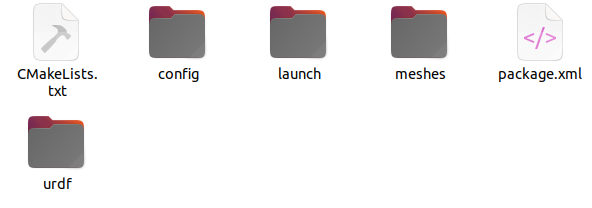 CMakeLists.
txt
config
launch
meshes
package.xml
urdf